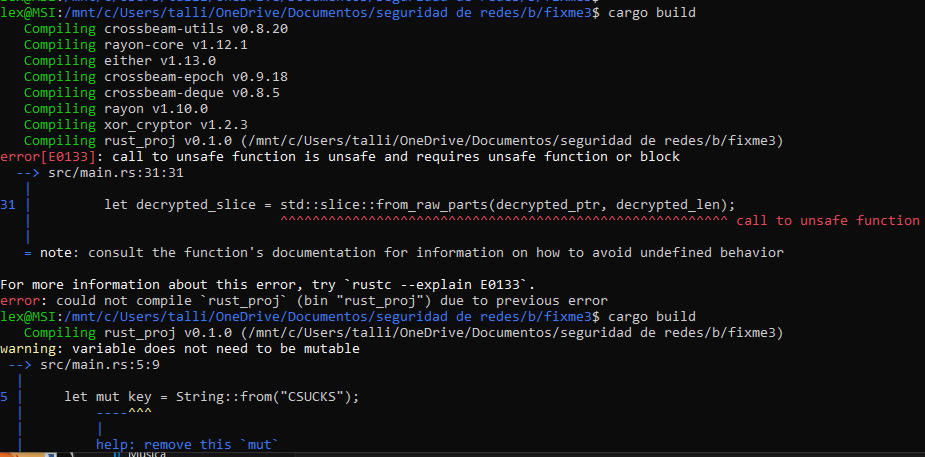 lex@MSI:/mnt/c/Users/talli/OneDrive/Documentos/seguridad de redes/b/fixme3$ cargo build
   Compiling crossbeam-utils v0.8.20
   Compiling rayon-core v1.12.1
   Compiling either v1.13.0
   Compiling crossbeam-epoch v0.9.18
   Compiling crossbeam-deque v0.8.5
   Compiling rayon v1.10.0
   Compiling xor_cryptor v1.2.3
   Compiling rust_proj v0.1.0 (/mnt/c/Users/talli/OneDrive/Documentos/seguridad de redes/b/fixme3)
error[E0133]: call to unsafe function is unsafe and requires unsafe function or block
  --> src/main.rs:31:31
   |
31 |         let decrypted_slice = std::slice::from_raw_parts(decrypted_ptr, decrypted_len);
   |                               ^^^^^^^^^^^^^^^^^^^^^^^^^^^^^^^^^^^^^^^^^^^^^^^^^^^^^^^^ call to unsafe function
   |
   = note: consult the function's documentation for information on how to avoid undefined behavior

For more information about this error, try `rustc --explain E0133`.
error: could not compile `rust_proj` (bin "rust_proj") due to previous error
lex@MSI:/mnt/c/Users/talli/OneDrive/Documentos/seguridad de redes/b/fixme3$ cargo build
   Compiling rust_proj v0.1.0 (/mnt/c/Users/talli/OneDrive/Documentos/seguridad de redes/b/fixme3)
warning: variable does not need to be mutable
 --> src/main.rs:5:9
  |
5 |     let mut key = String::from("CSUCKS");
  |         ----^^^
  |         |
  |         help: remove this `mut`
Música